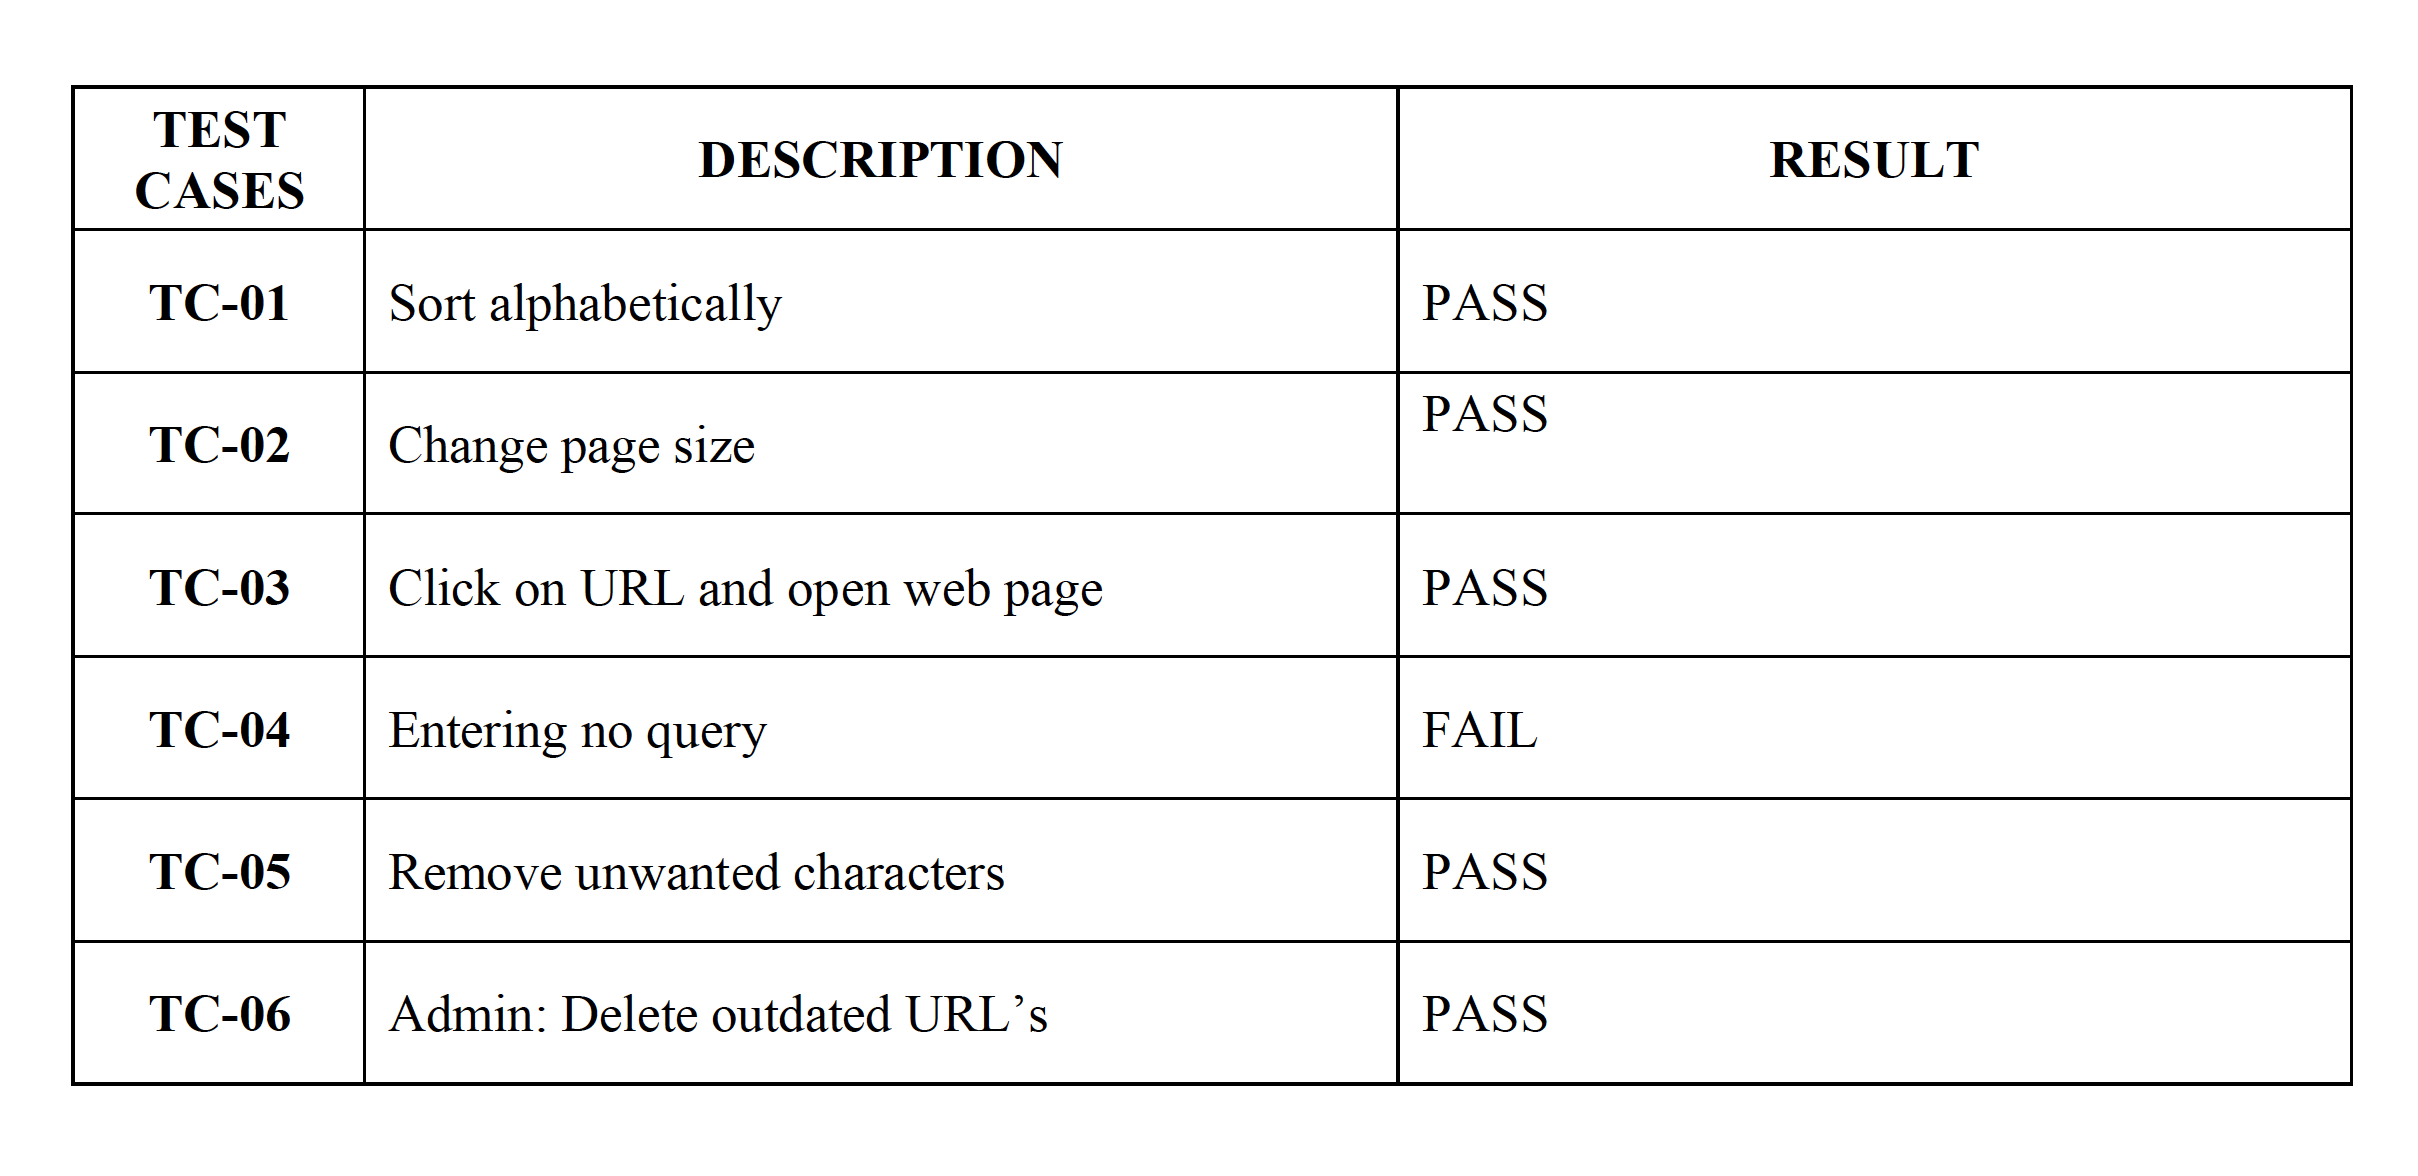 TEST
CASES
DESCRIPTION
RESULT
TC-01
Sort alphabetically
PASS
TC-02
Change page size
PASS
TC-03
Click on URL and open web page
PASS
TC-04
Entering no query
FAIL
TC-05
Remove unwanted characters
PASS
TC-06
Admin: Delete outdated URL’s
PASS